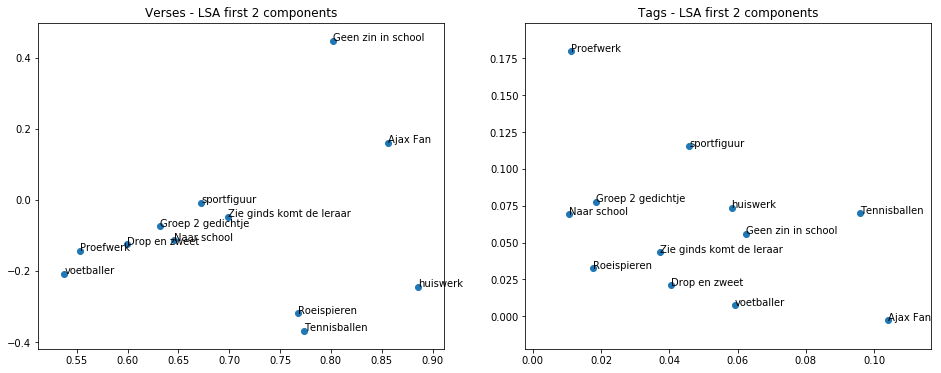 Verses - LSA first 2 components
0.4
0.2
0.0
−0.2
−0.4
0.55
0.60
0.65
0.70
0.75
0.80
0.85
0.90
Geen zin in school
Ajax Fan
sportfiguur
Zie ginds komt de leraar
Groep 2 gedichtje
Naar school
Drop en zweet
Proefwerk
voetballer
huiswerk
Roeispieren
Tennisballen
Tags - LSA first 2 components
0.175
0.150
0.125
0.100
0.075
0.050
0.025
0.000
0.00
0.02
0.04
0.06
0.08
0.10
Proefwerk
sportfiguur
Groep 2 gedichtje
Naar school
huiswerk
Tennisballen
Geen zin in school
Zie ginds komt de leraar
Roeispieren
Drop en zweet
voetballer
Ajax Fan